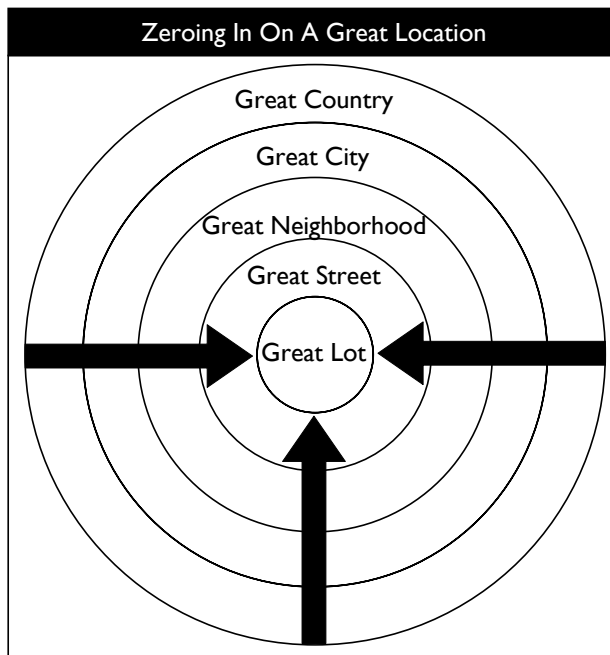 Zeroing In On A Great Location
Great Country
Great City
Great Neighborhood
Great Street
Great Lot